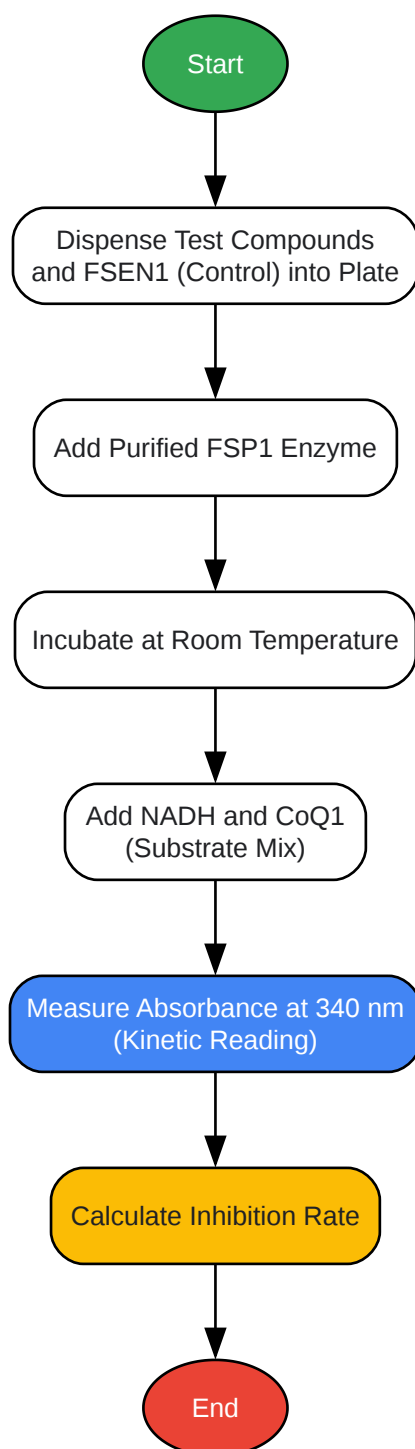 Start
Dispense Test Compounds
and FSEN1 (Control) into Plate
Add Purified FSP1 Enzyme
Incubate at Room Temperature
Add NADH and CoQ1
(Substrate Mix)
Measure Absorbance at 340 nm
(Kinetic Reading)
Calculate Inhibition Rate
End